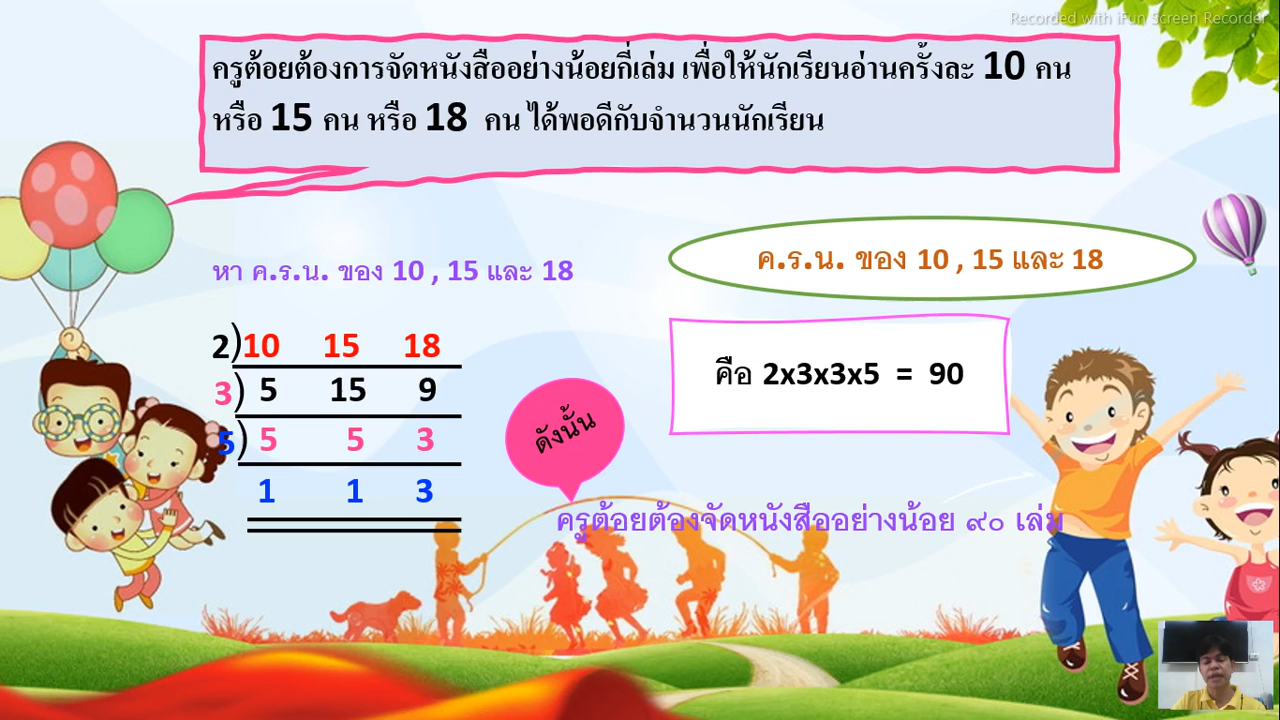 Recorded with iFun Screen Recorder
ครูต้อยต้องการจัดหนังสืออย่างน้อยกี่เล่ม เพื่อให้นักเรียนอ่านครั้งละ 10 คน
หรือ 15 คน หรือ 18 คน ได้พอดีกับจำนวนนักเรียน
หา ค.ร.น. ของ 10 , 15 และ 18
2)10 15 18
3) 5 15 9
5) 5 5 3
1 1 3
ค.ร.น. ของ 10 , 15 และ 18
คือ 2x3x3x5 = 90
ดังนั้น
ครูต้อยต้องจัดหนังสืออย่างน้อย ๙๐ เล่ม